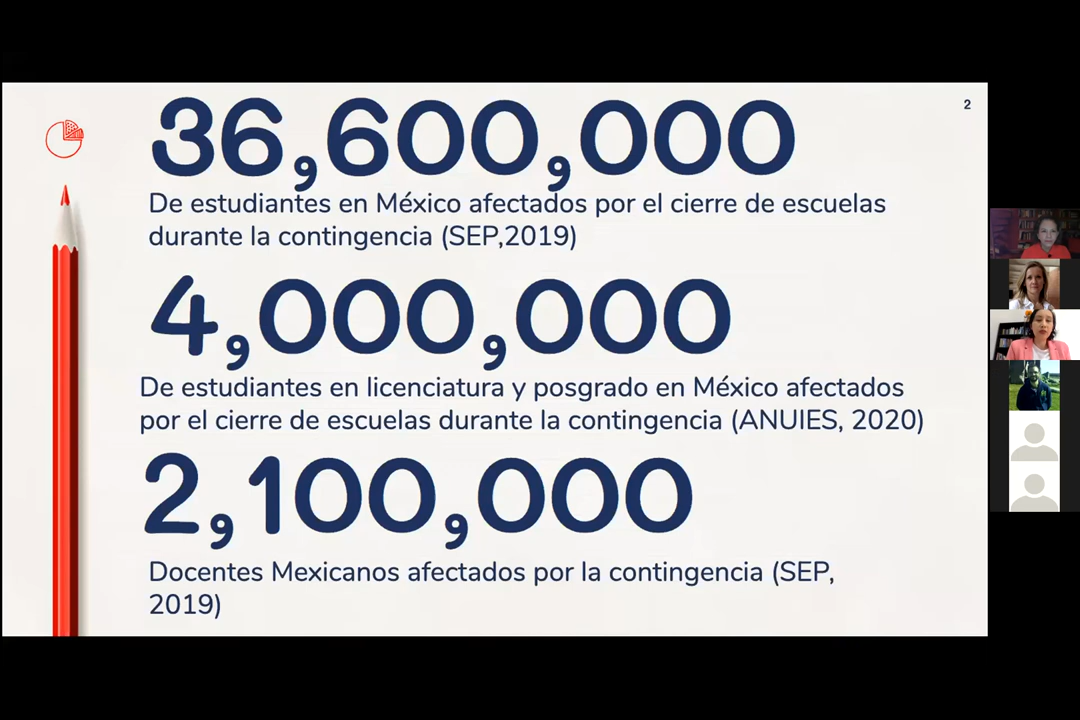 2
36,600,000
De estudiantes en México afectados por el cierre de escuelas
durante la contingencia (SEP,2019)
4,000,000
De estudiantes en licenciatura y posgrado en México afectados
por el cierre de escuelas durante la contingencia (ANUIES, 2020)
2,100,000
Docentes Mexicanos afectados por la contingencia (SEP,
2019)